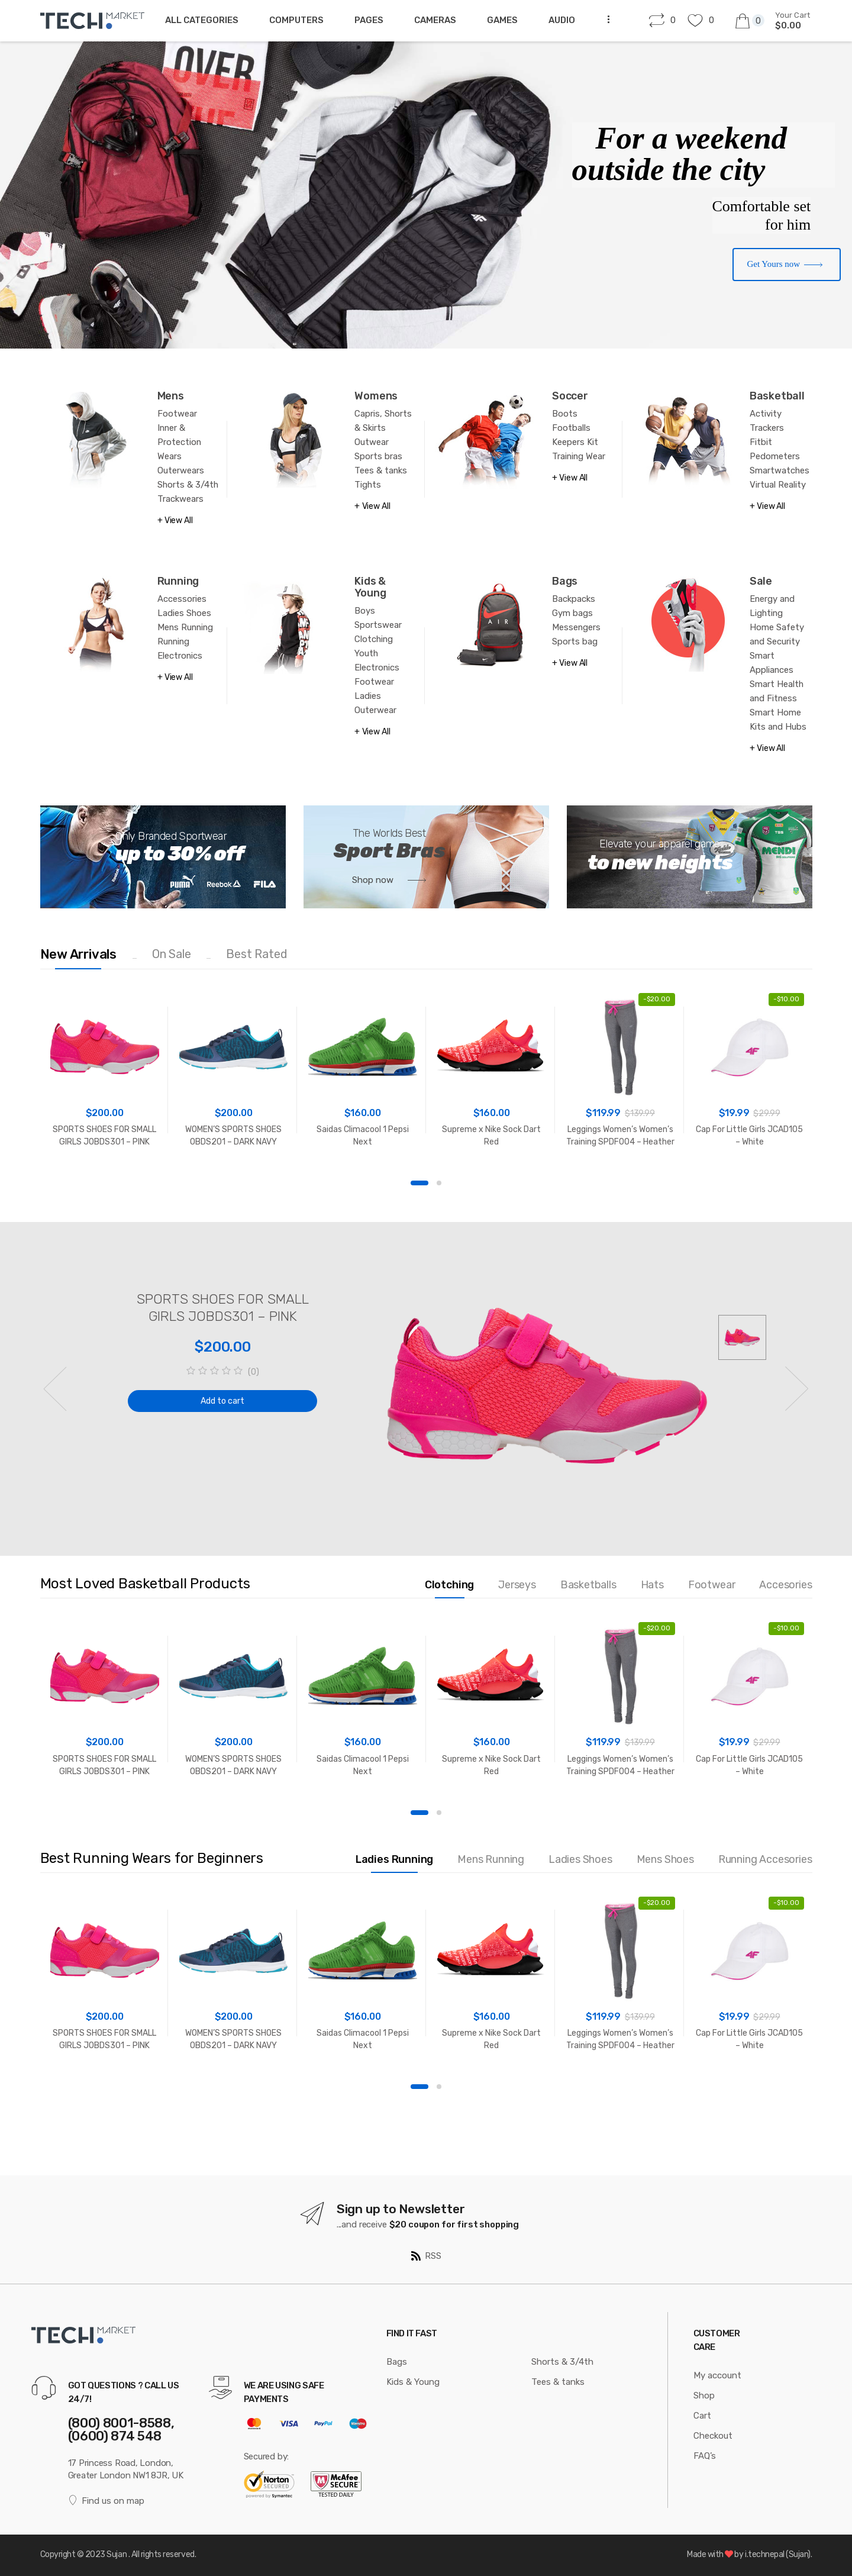 TECH MARKET
ALL CATEGORIES
COMPUTERS
PAGES
CAMERAS
GAMES
AUDIO
0
0
0
Your Cart
$0.00
OVER
For a weekend
outside the city
Comfortable set
for him
Get Yours now
Mens
Footwear
Inner &
Protection
Wears
Outerwears
Shorts & 3/4th
Trackwears
+ View All
Womens
Capris, Shorts
& Skirts
Outwear
Sports bras
Tees & tanks
Tights
+ View All
Soccer
Boots
Footballs
Keepers Kit
Training Wear
+ View All
Basketball
Activity
Trackers
Fitbit
Pedometers
Smartwatches
Virtual Reality
+ View All
Running
Accessories
Ladies Shoes
Mens Running
Running
Electronics
+ View All
Kids &
Young
Boys
Sportswear
Clotching
Youth
Electronics
Footwear
Ladies
Outerwear
+ View All
AIR
Bags
Backpacks
Gym bags
Messengers
Sports bag
+ View All
Sale
Energy and
Lighting
Home Safety
and Security
Smart
Appliances
Smart Health
and Fitness
Smart Home
Kits and Hubs
+ View All
Only Branded Sportwear
up to 30% off
PUMA
Reebok
FILA
The Worlds Best
Sport Bras
Shop now
Elevate your apparel game
to new heights
MENDI
New Arrivals
On Sale
Best Rated
$200.00
SPORTS SHOES FOR SMALL
GIRLS JOBDS301 – PINK
$200.00
WOMEN'S SPORTS SHOES
OBDS201 – DARK NAVY
$160.00
Saidas Climacool 1 Pepsi
Next
$160.00
Supreme x Nike Sock Dart
Red
-$20.00
$119.99 $139.99
Leggings Women's Women's
Training SPDF004 – Heather
-$10.00
4F
$19.99 $29.99
Cap For Little Girls JCAD105
– White
SPORTS SHOES FOR SMALL
GIRLS JOBDS301 – PINK
$200.00
(0)
Add to cart
Most Loved Basketball Products
Clotching
Jerseys
Basketballs
Hats
Footwear
Accesories
$200.00
SPORTS SHOES FOR SMALL
GIRLS JOBDS301 – PINK
$200.00
WOMEN'S SPORTS SHOES
OBDS201 – DARK NAVY
$160.00
Saidas Climacool 1 Pepsi
Next
$160.00
Supreme x Nike Sock Dart
Red
-$20.00
$119.99 $139.99
Leggings Women's Women's
Training SPDF004 – Heather
-$10.00
4F
$19.99 $29.99
Cap For Little Girls JCAD105
– White
Best Running Wears for Beginners
Ladies Running
Mens Running
Ladies Shoes
Mens Shoes
Running Accesories
$200.00
SPORTS SHOES FOR SMALL
GIRLS JOBDS301 – PINK
$200.00
WOMEN'S SPORTS SHOES
OBDS201 – DARK NAVY
$160.00
Saidas Climacool 1 Pepsi
Next
$160.00
Supreme x Nike Sock Dart
Red
-$20.00
$119.99 $139.99
Leggings Women's Women's
Training SPDF004 – Heather
-$10.00
4F
$19.99 $29.99
Cap For Little Girls JCAD105
– White
Sign up to Newsletter
...and receive $20 coupon for first shopping
RSS
TECH MARKET
GOT QUESTIONS ? CALL US
24/7!
(800) 8001-8588,
(0600) 874 548
17 Princess Road, London,
Greater London NW1 8JR, UK
Find us on map
WE ARE USING SAFE
PAYMENTS
VISA
PayPal
Secured by:
Norton
SECURED
powered by Symantec
McAfee
SECURE
TESTED DAILY
FIND IT FAST
Bags
Kids & Young
Shorts & 3/4th
Tees & tanks
CUSTOMER
CARE
My account
Shop
Cart
Checkout
FAQ's
Copyright © 2023 Sujan . All rights reserved.
Made with ❤ by i.technepal (Sujan).